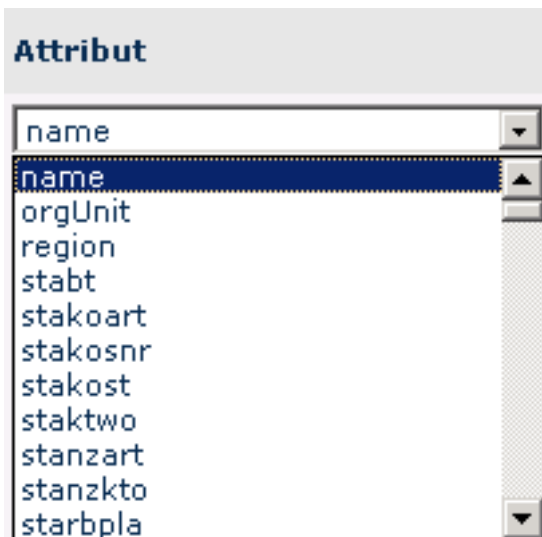 Attribut
name
name
orgUnit
region
stabt
stakoart
stakosnr
stakost
staktwo
stanzart
stanzkto
starbpla